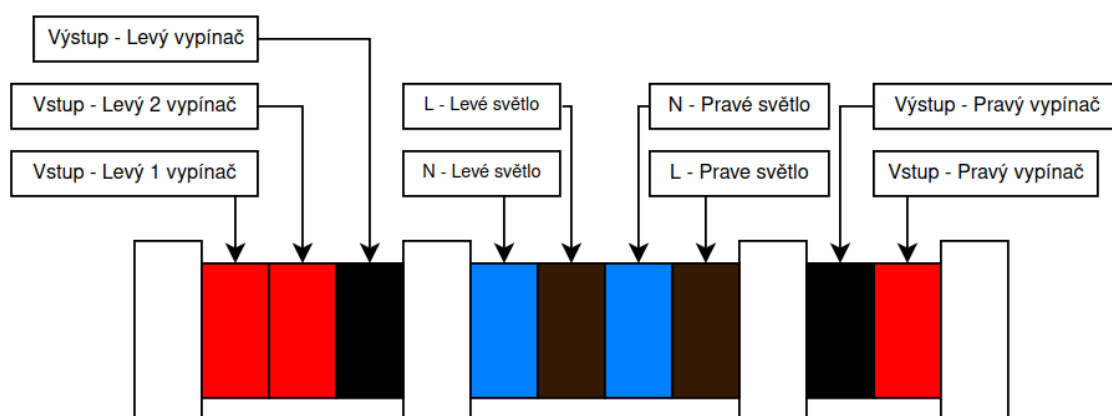 Výstup - Levý vypínač
Vstup - Levý 2 vypínač
L - Levé světlo
N - Pravé světlo
Výstup - Pravý vypínač
Vstup - Levý 1 vypínač
N - Levé světlo
L - Prave světlo
Vstup - Pravý vypínač